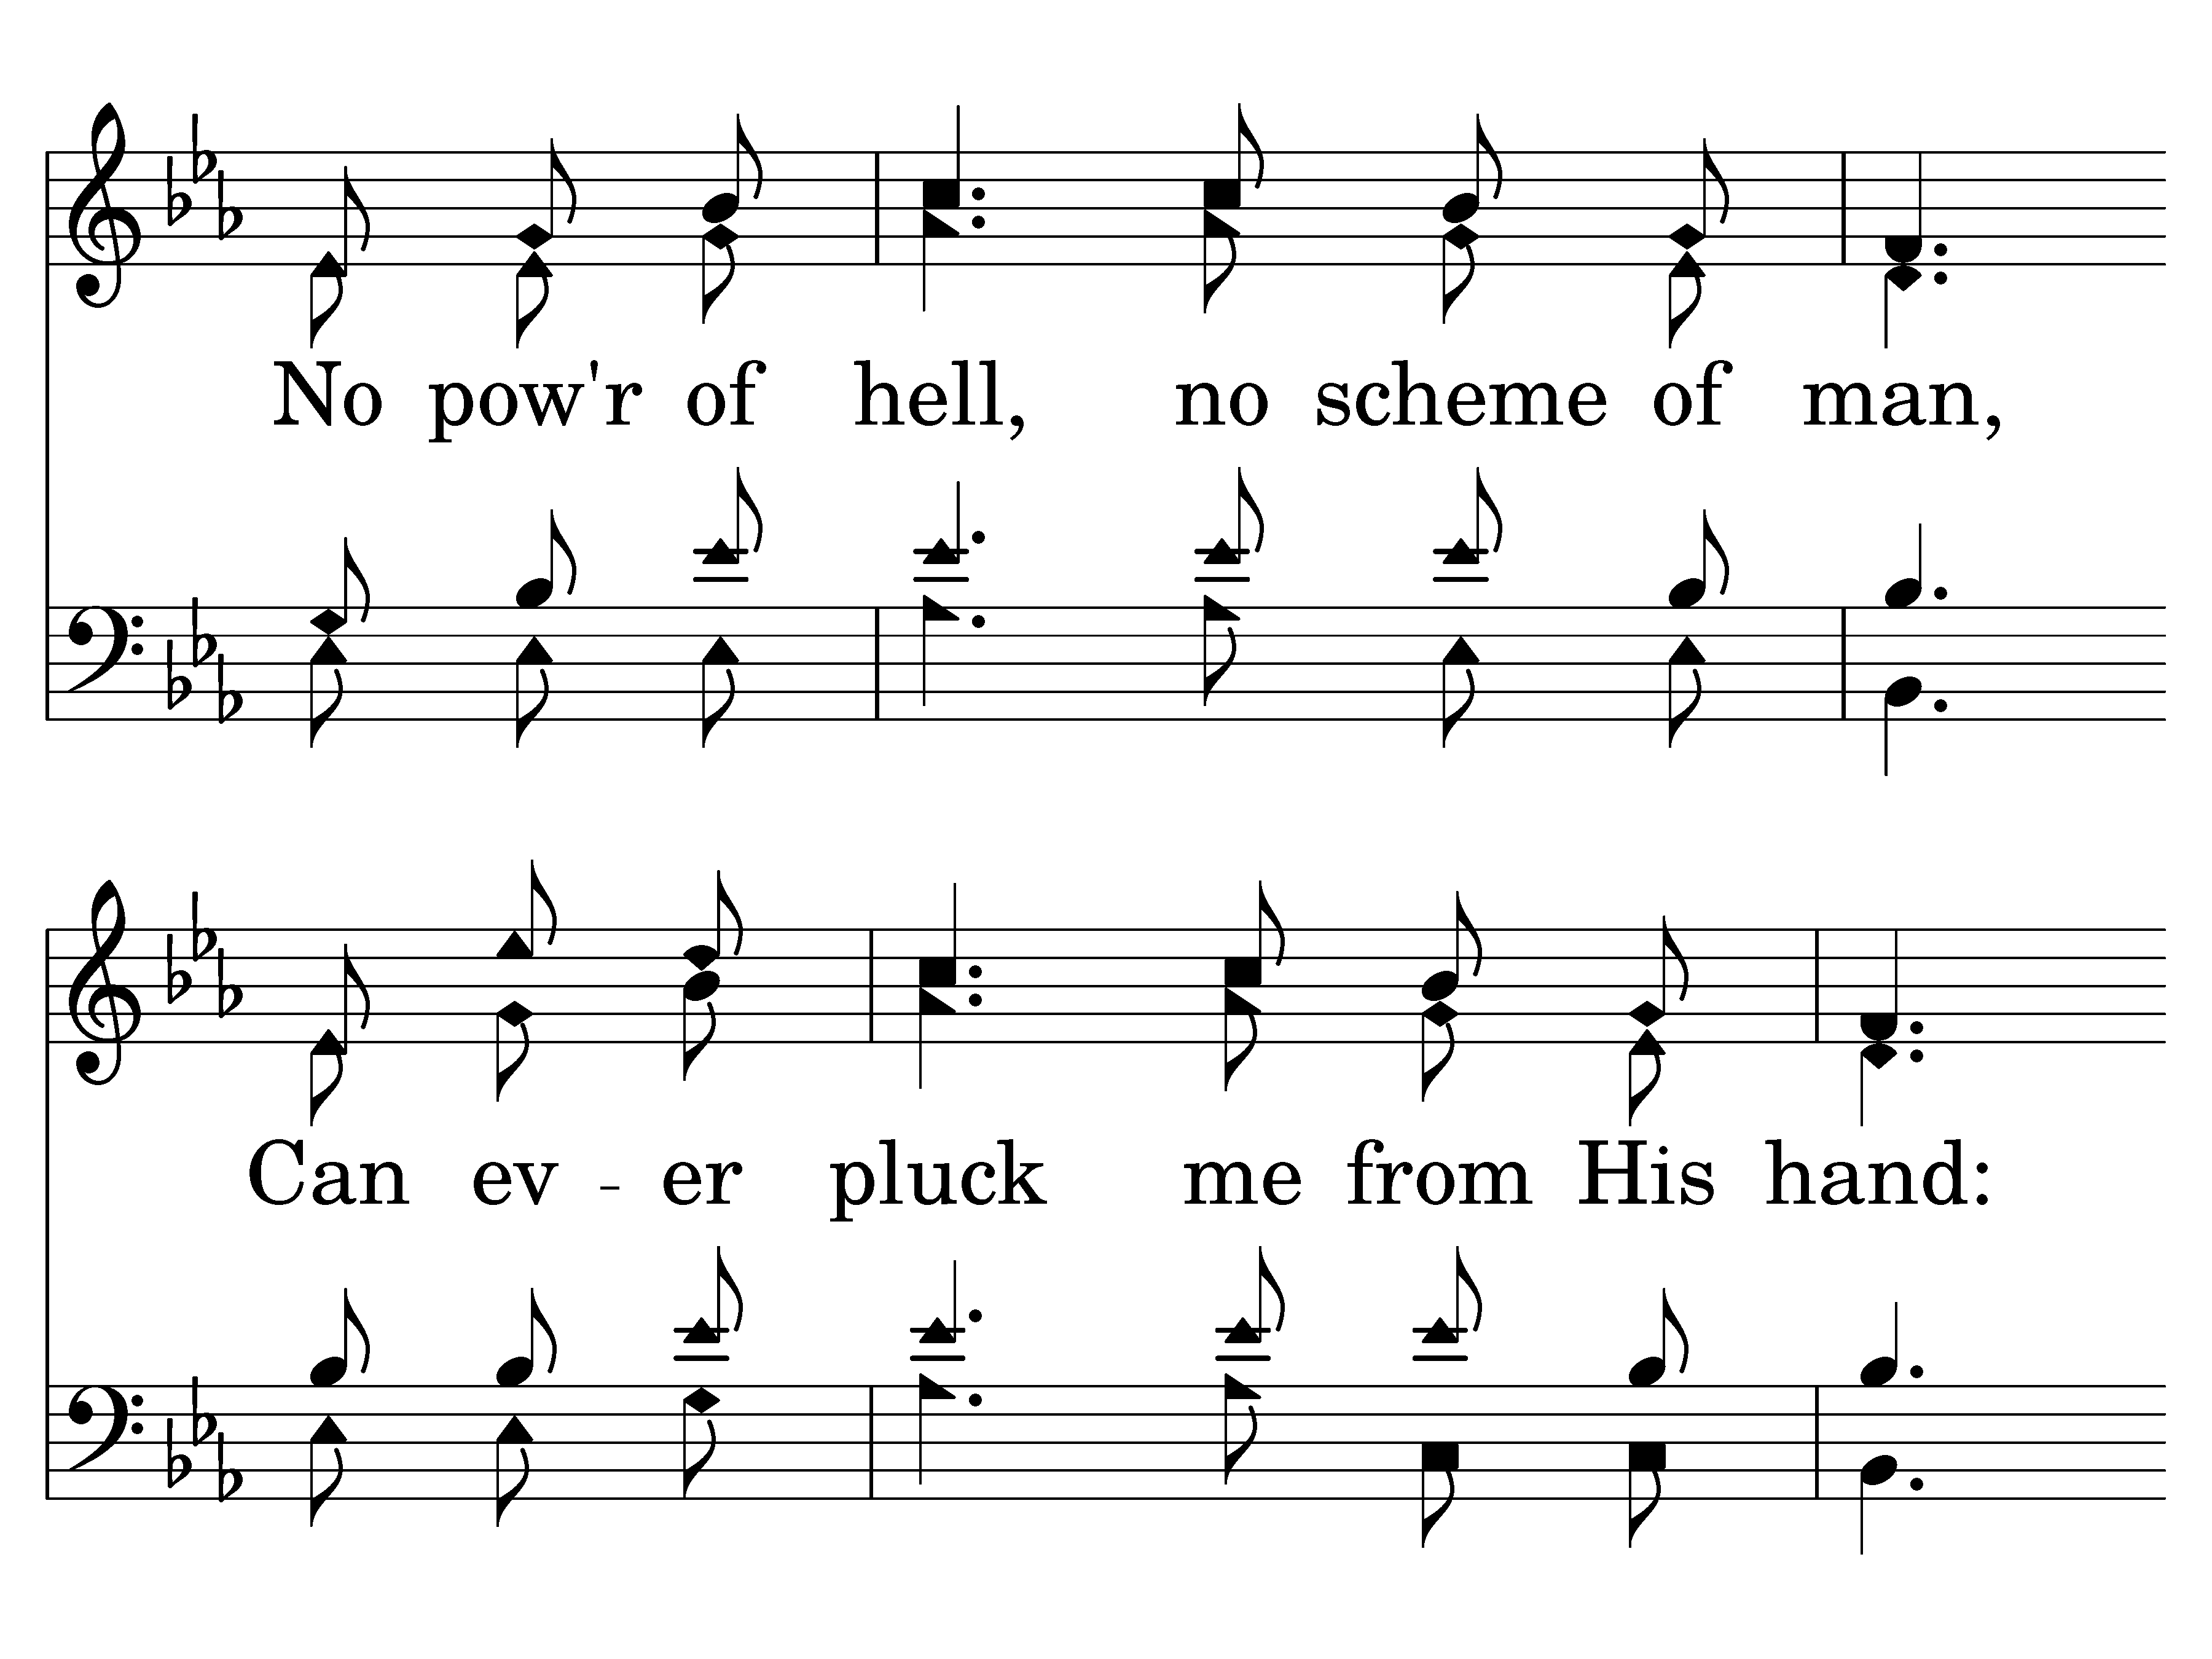 No pow'r of hell, no scheme of man,
Can ev - er pluck me from His hand: